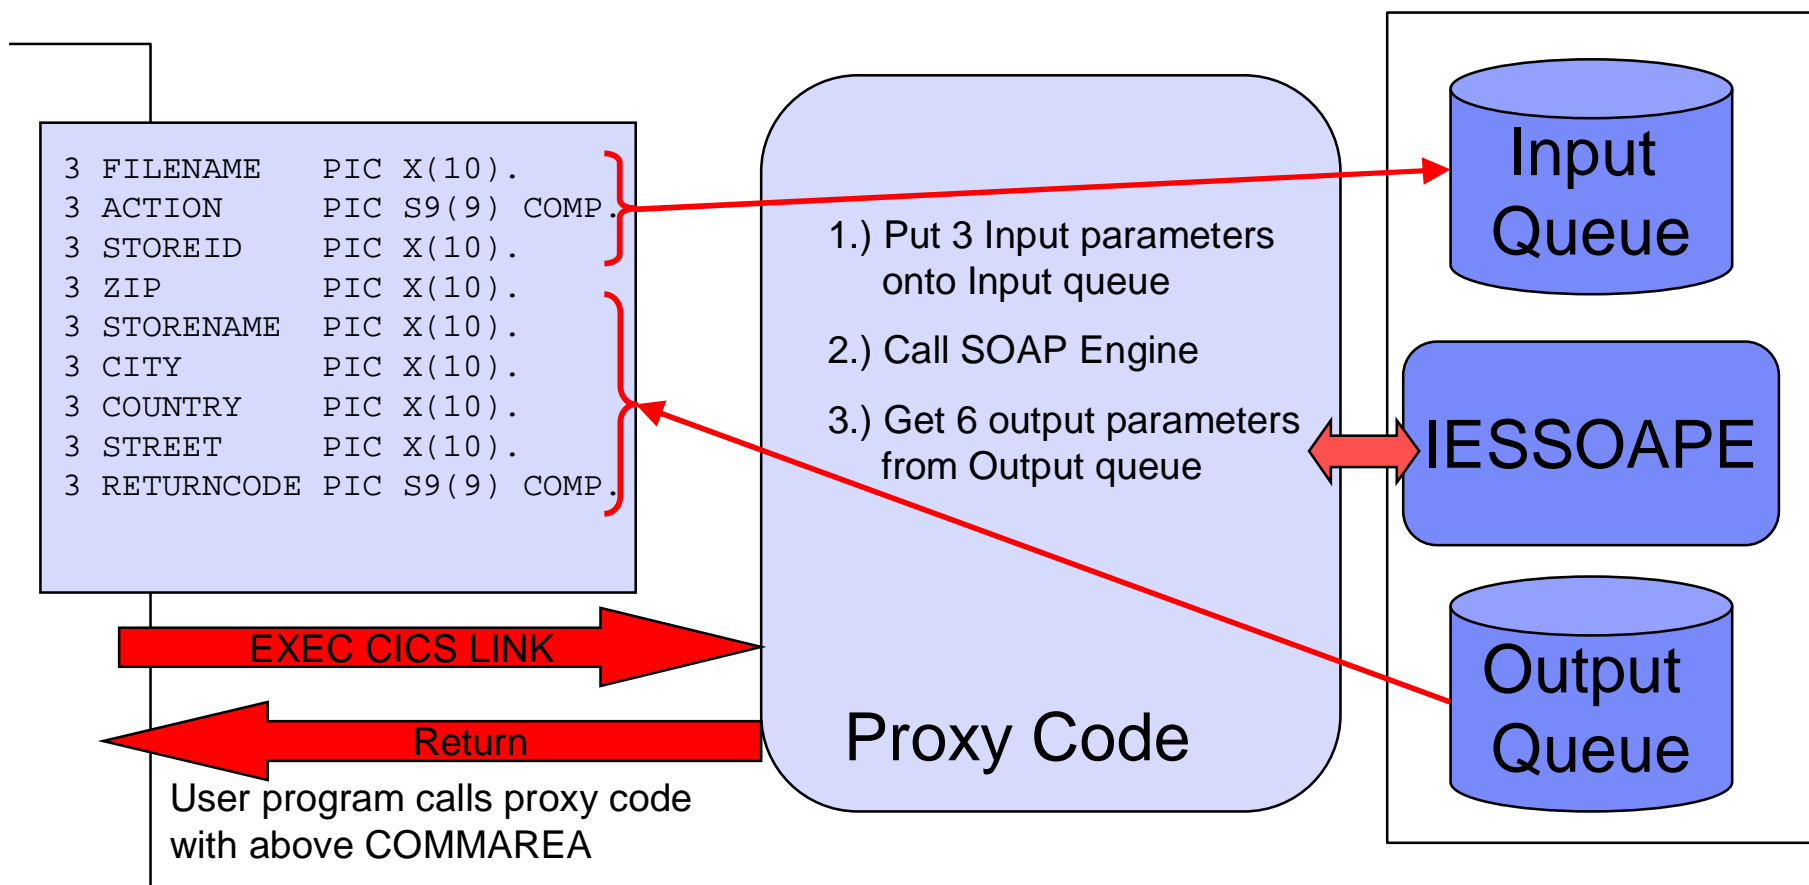 3 FILENAME   PIC X(10).
3 ACTION     PIC S9(9) COMP.
3 STOREID    PIC X(10).
3 ZIP        PIC X(10).
3 STORENAME  PIC X(10).
3 CITY       PIC X(10).
3 COUNTRY    PIC X(10).
3 STREET     PIC X(10).
3 RETURNCODE PIC S9(9) COMP.
EXEC CICS LINK
Return
User program calls proxy code
with above COMMAREA
1.) Put 3 Input parameters
onto Input queue
2.) Call SOAP Engine
3.) Get 6 output parameters
from Output queue
Proxy Code
Input
Queue
IESSOAPE
Output
Queue